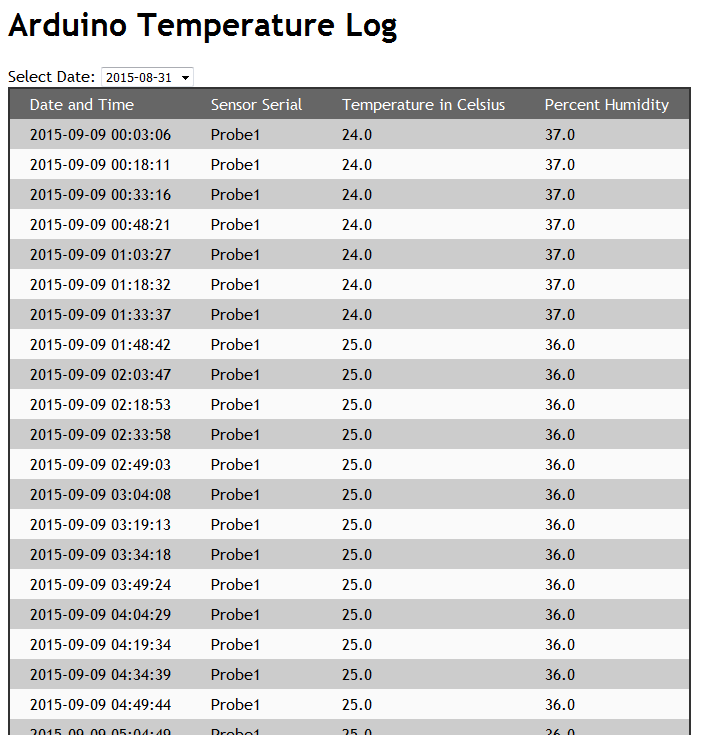 Arduino Temperature Log
Select Date: 2015-08-31
Date and Time Sensor Serial Temperature in Celsius Percent Humidity
2015-09-09 00:03:06 Probe1 24.0 37.0
2015-09-09 00:18:11 Probe1 24.0 37.0
2015-09-09 00:33:16 Probe1 24.0 37.0
2015-09-09 00:48:21 Probe1 24.0 37.0
2015-09-09 01:03:27 Probe1 24.0 37.0
2015-09-09 01:18:32 Probe1 24.0 37.0
2015-09-09 01:33:37 Probe1 24.0 37.0
2015-09-09 01:48:42 Probe1 25.0 36.0
2015-09-09 02:03:47 Probe1 25.0 36.0
2015-09-09 02:18:53 Probe1 25.0 36.0
2015-09-09 02:33:58 Probe1 25.0 36.0
2015-09-09 02:49:03 Probe1 25.0 36.0
2015-09-09 03:04:08 Probe1 25.0 36.0
2015-09-09 03:19:13 Probe1 25.0 36.0
2015-09-09 03:34:18 Probe1 25.0 36.0
2015-09-09 03:49:24 Probe1 25.0 36.0
2015-09-09 04:04:29 Probe1 25.0 36.0
2015-09-09 04:19:34 Probe1 25.0 36.0
2015-09-09 04:34:39 Probe1 25.0 36.0
2015-09-09 04:49:44 Probe1 25.0 36.0
2015-09-09 05:04:49 Probe1 25.0 36.0